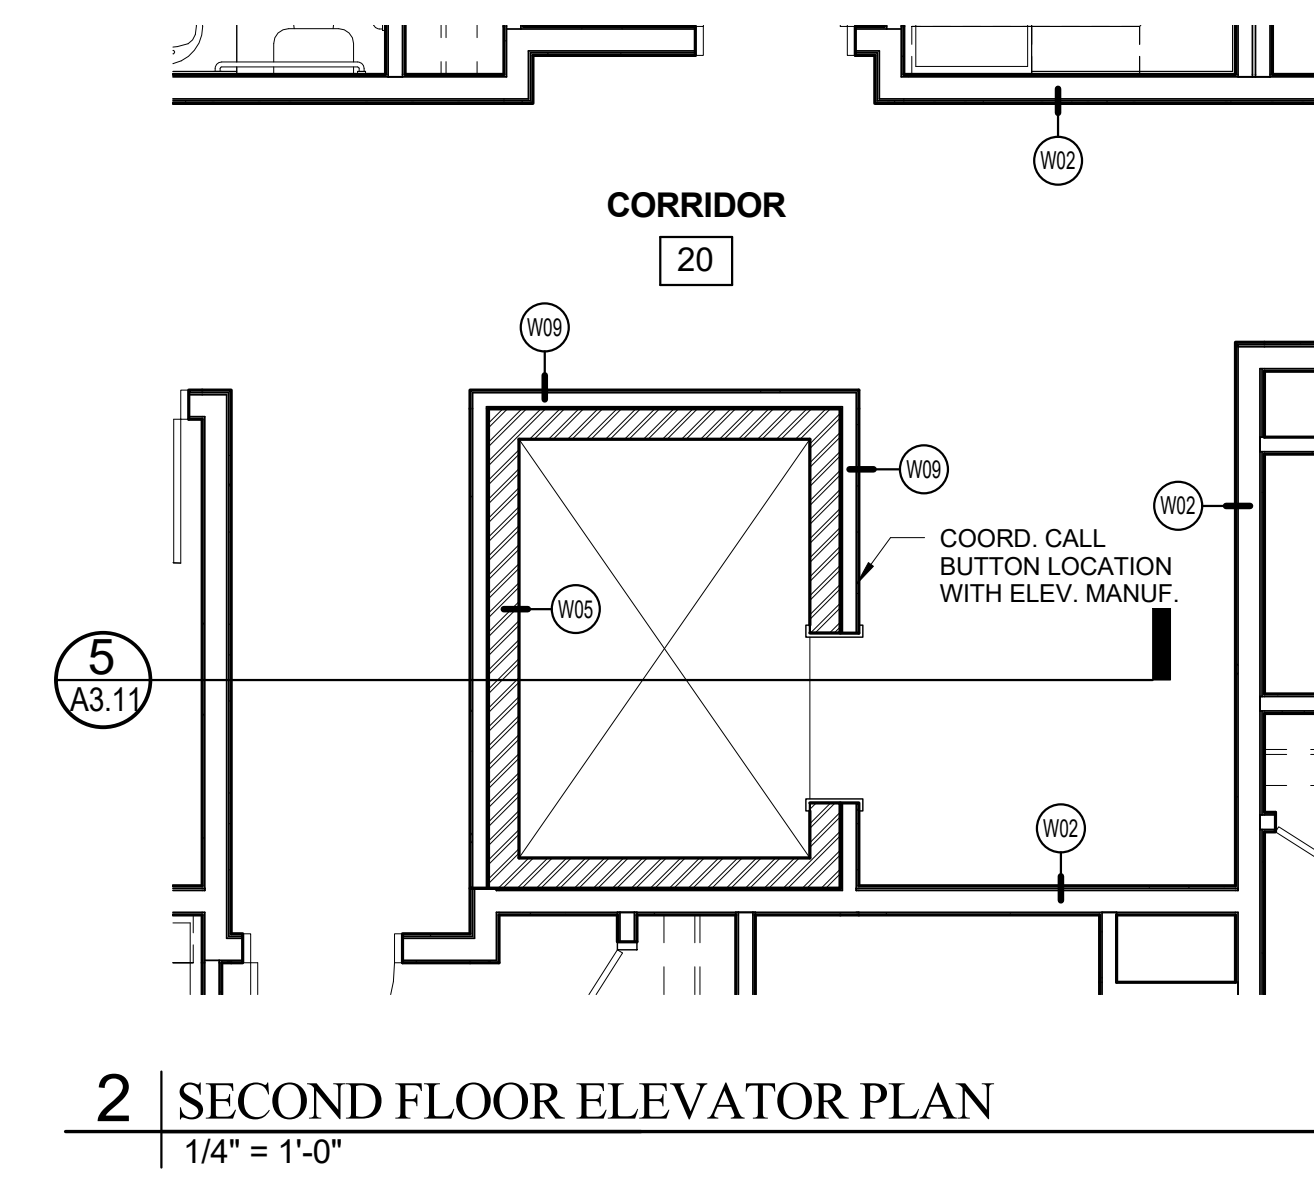 W02
CORRIDOR
20
W09
W09
W02
COORD. CALL
BUTTON LOCATION
WITH ELEV. MANUF.
W05
5
A3.11
W02
2 SECOND FLOOR ELEVATOR PLAN
1/4" = 1'-0"